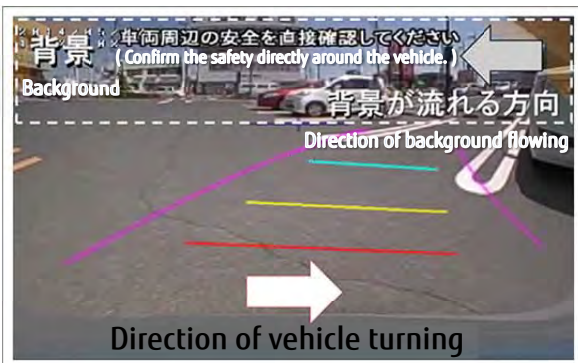 車両周辺の安全を直接確認してください
背景
( Confirm the safety directly around the vehicle. )
Background
背景が流れる方向
Direction of background flowing
Direction of vehicle turning